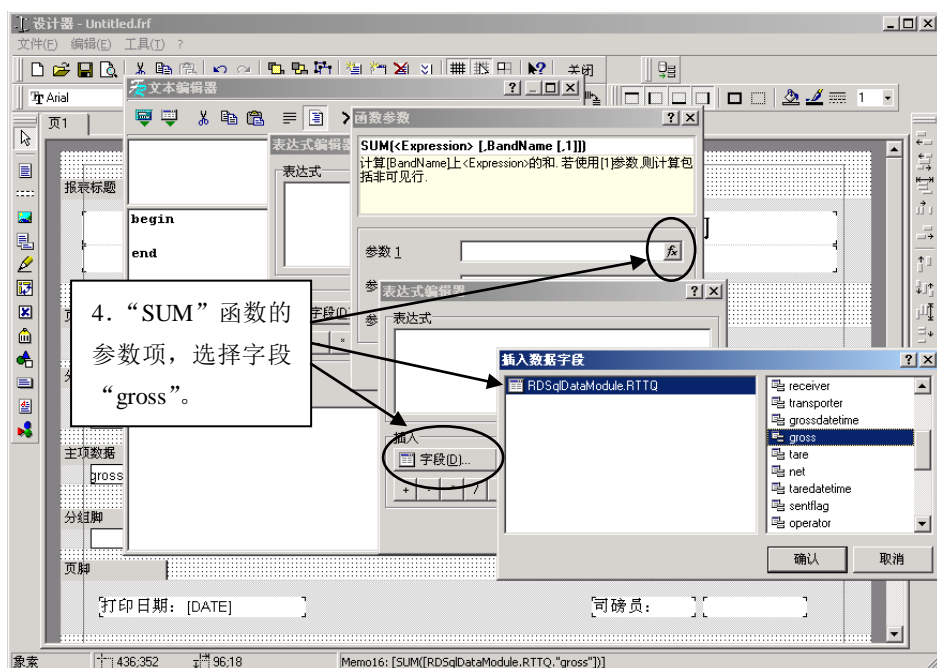 设计器 - Untitled.frf
文件(F) 编辑(E) 工具(T) ?
关闭
Arial
1
页1
文本编辑器
begin
end
表达式编辑器
表达式
字段(D)
函数参数
SUM(<Expression> [,BandName [,1]])
计算[BandName]上<Expression>的和. 若使用[1]参数,则计算包
括非可见行.
参数 1
参
参
报表标题
4．“SUM”函数的
参数项，选择字段
“gross”。
表达式编辑器
表达式
插入
字段(D)...
+ - * /
插入数据字段
RDSqlDataModule.RTTQ
receiver
transporter
grossdatetime
gross
tare
net
taredatetime
sentflag
operator
确认 取消
主项数据
gross
分组脚
页脚
打印日期: [DATE]
司磅员:
象素 436;352 96;18 Memo16: [SUM([RDSqlDataModule.RTTQ."gross"])]